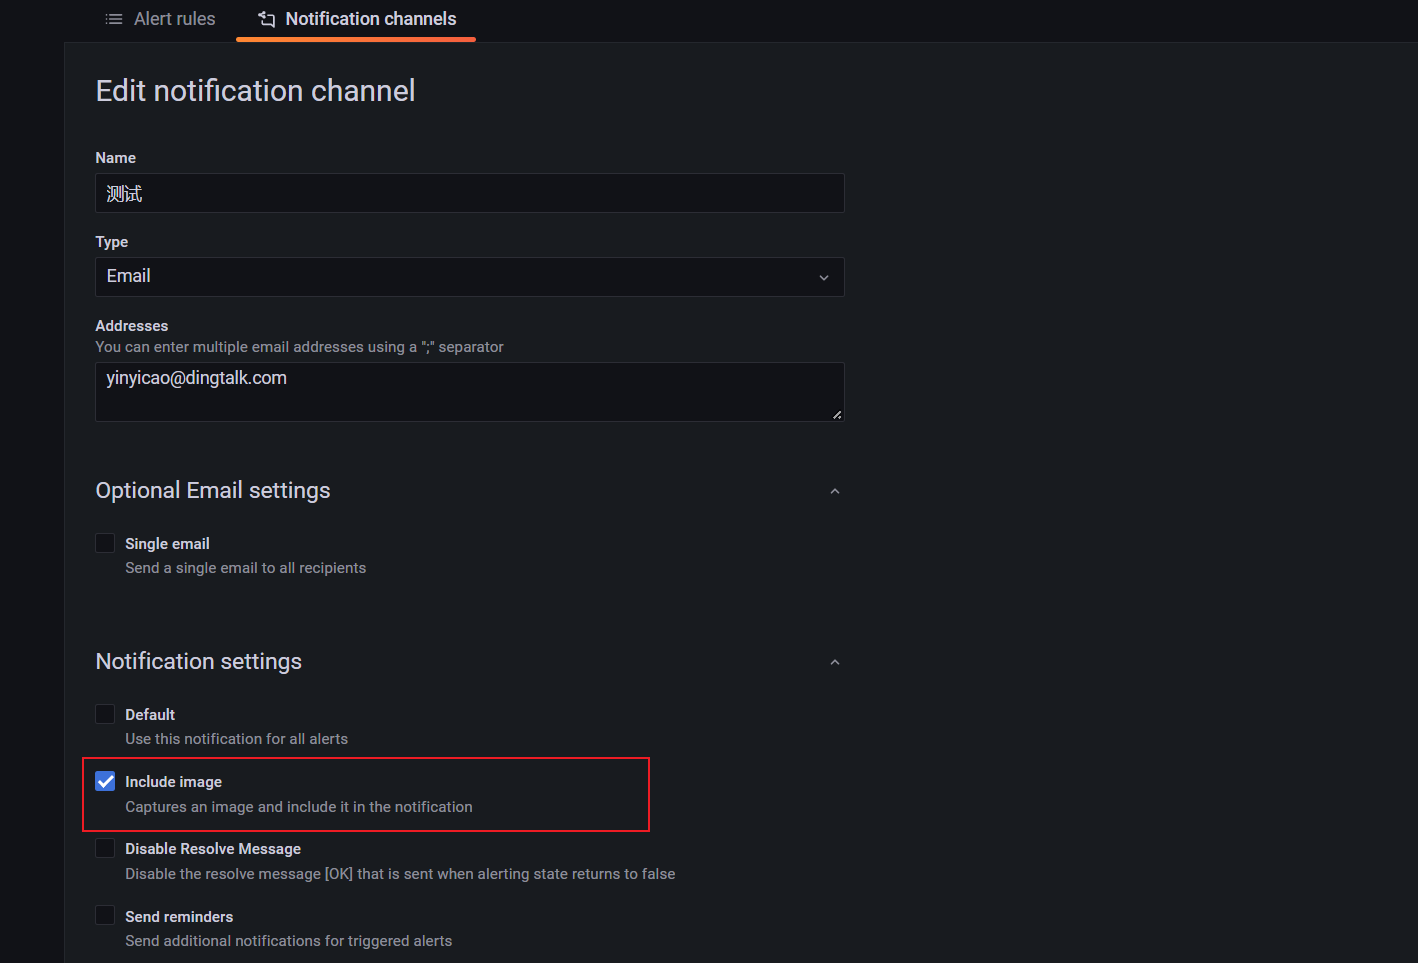 Alert rules
Notification channels
Edit notification channel
Name
测试
Type
Email
Addresses
You can enter multiple email addresses using a ";" separator
yinyicao@dingtalk.com
Optional Email settings
Single email
Send a single email to all recipients
Notification settings
Default
Use this notification for all alerts
Include image
Captures an image and include it in the notification
Disable Resolve Message
Disable the resolve message [OK] that is sent when alerting state returns to false
Send reminders
Send additional notifications for triggered alerts